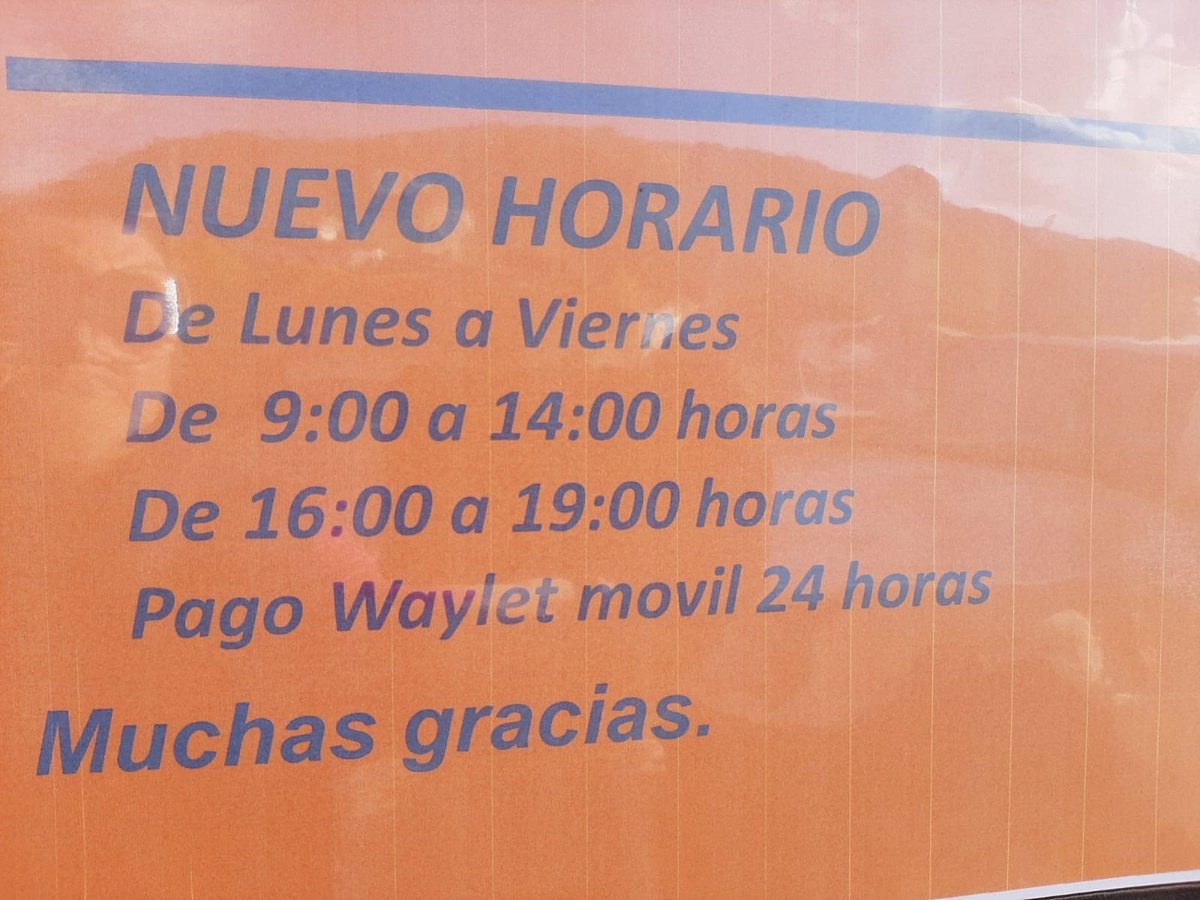 NUEVO HORARIO
De Lunes a Viernes
De 9:00 a 14:00 horas
De 16:00 a 19:00 horas
Pago Waylet movil 24 horas
Muchas gracias.